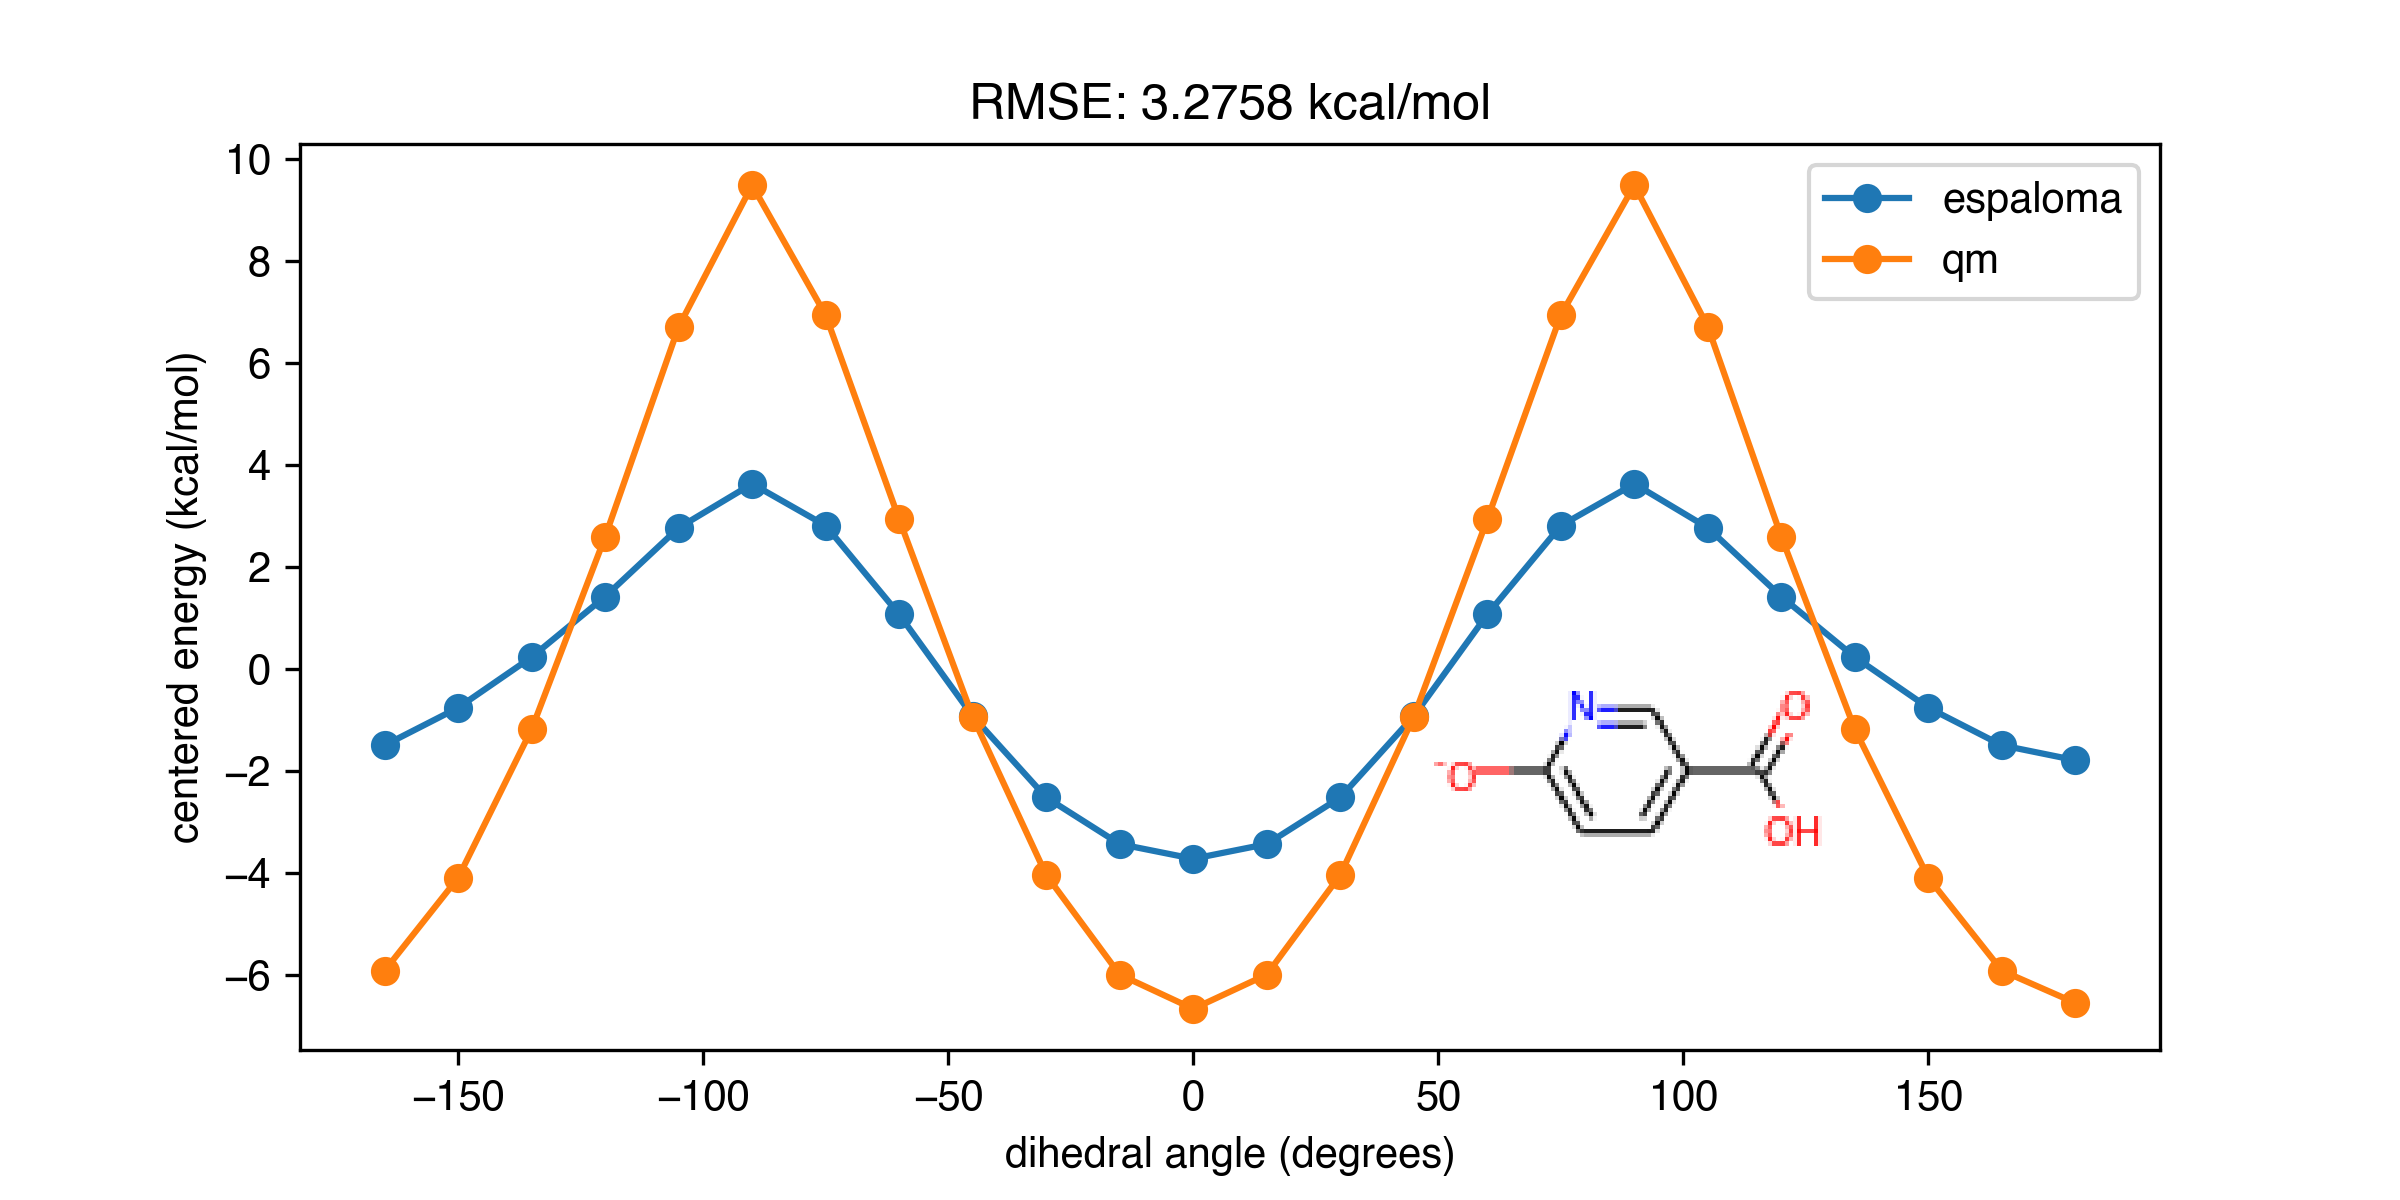 RMSE: 3.2758 kcal/mol
espaloma
qm
centered energy (kcal/mol)
10
8
6
4
2
0
−2
−4
−6
N
O
⁻O
OH
−150
−100
−50
0
50
100
150
dihedral angle (degrees)